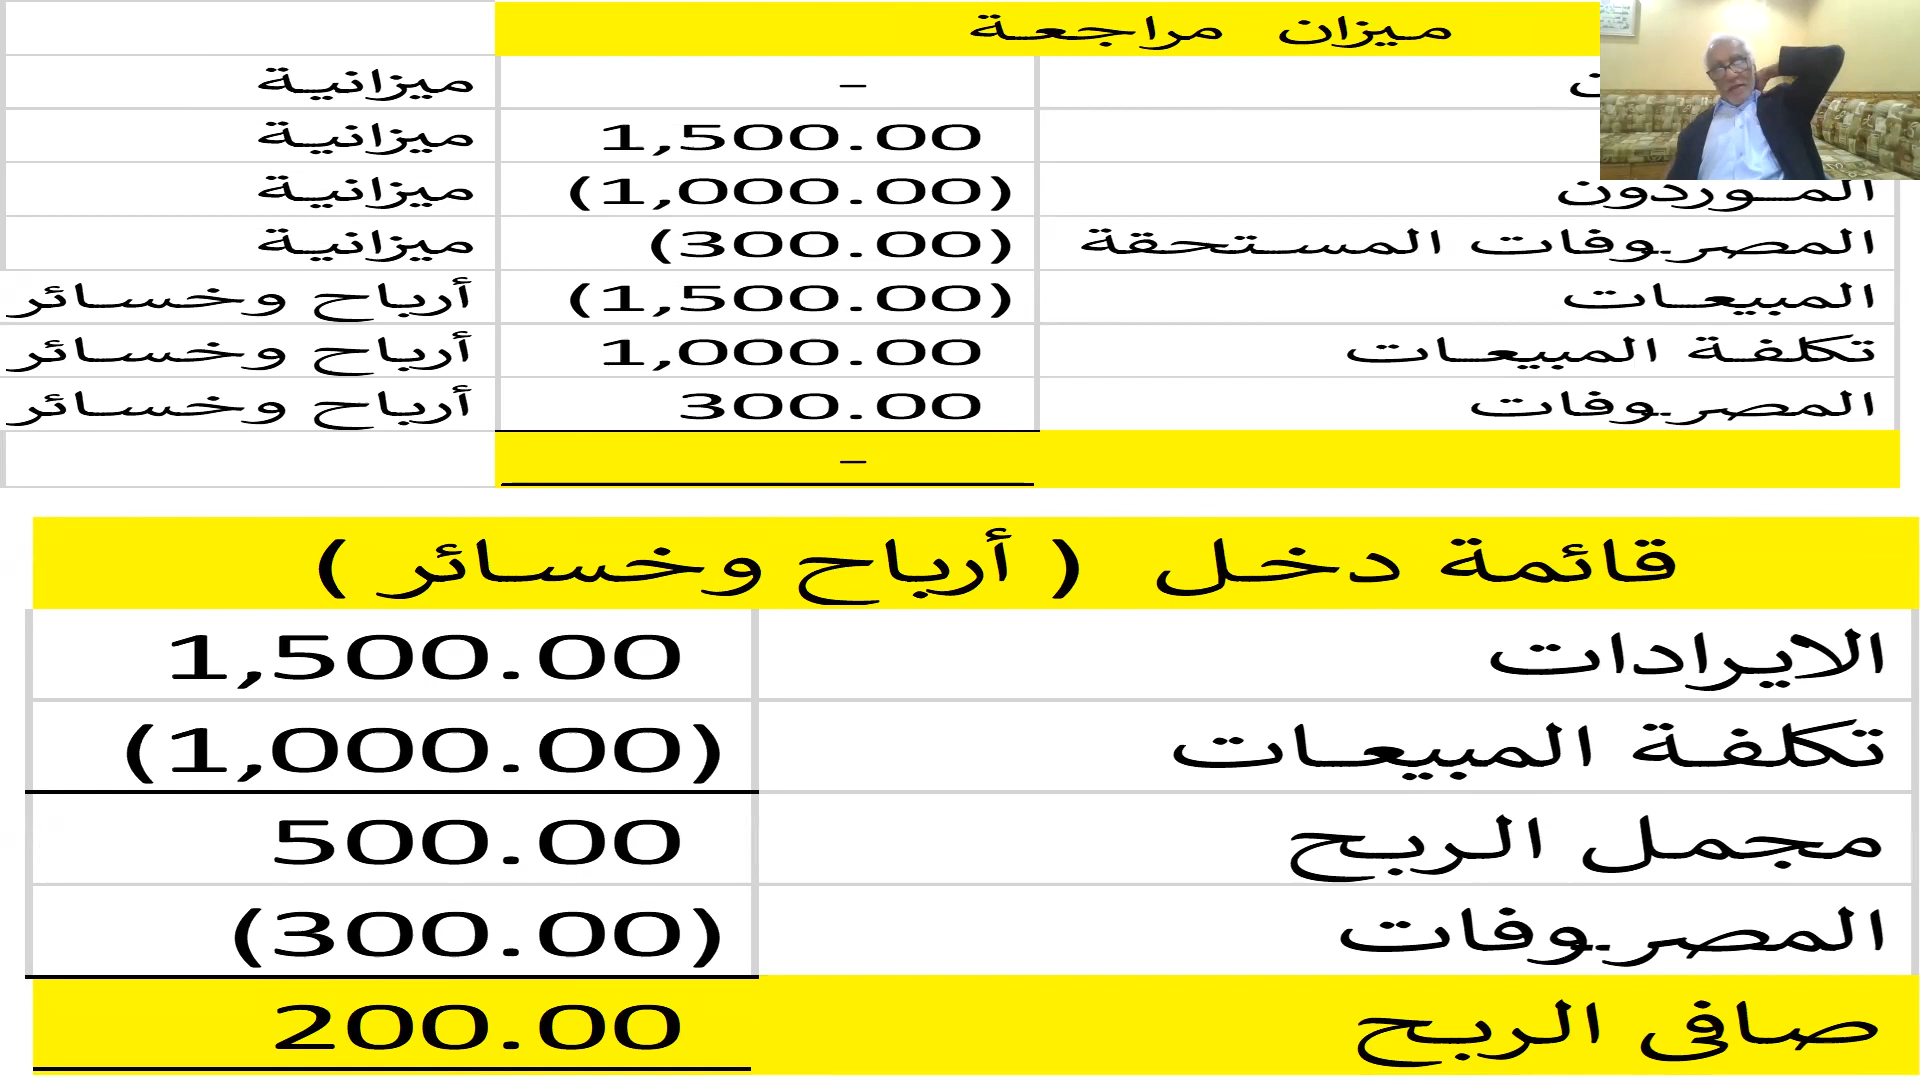 ميزان مراجعة
- ميزانية
1,500.00 ميزانية
الموردون (1,000.00) ميزانية
المصروفات المستحقة (300.00) ميزانية
المبيعات (1,500.00) أرباح وخسائر
تكلفة المبيعات 1,000.00 أرباح وخسائر
المصروفات 300.00 أرباح وخسائر
-
قائمة دخل ( أرباح وخسائر )
الايرادات 1,500.00
تكلفة المبيعات (1,000.00)
مجمل الربح 500.00
المصروفات (300.00)
صافى الربح 200.00